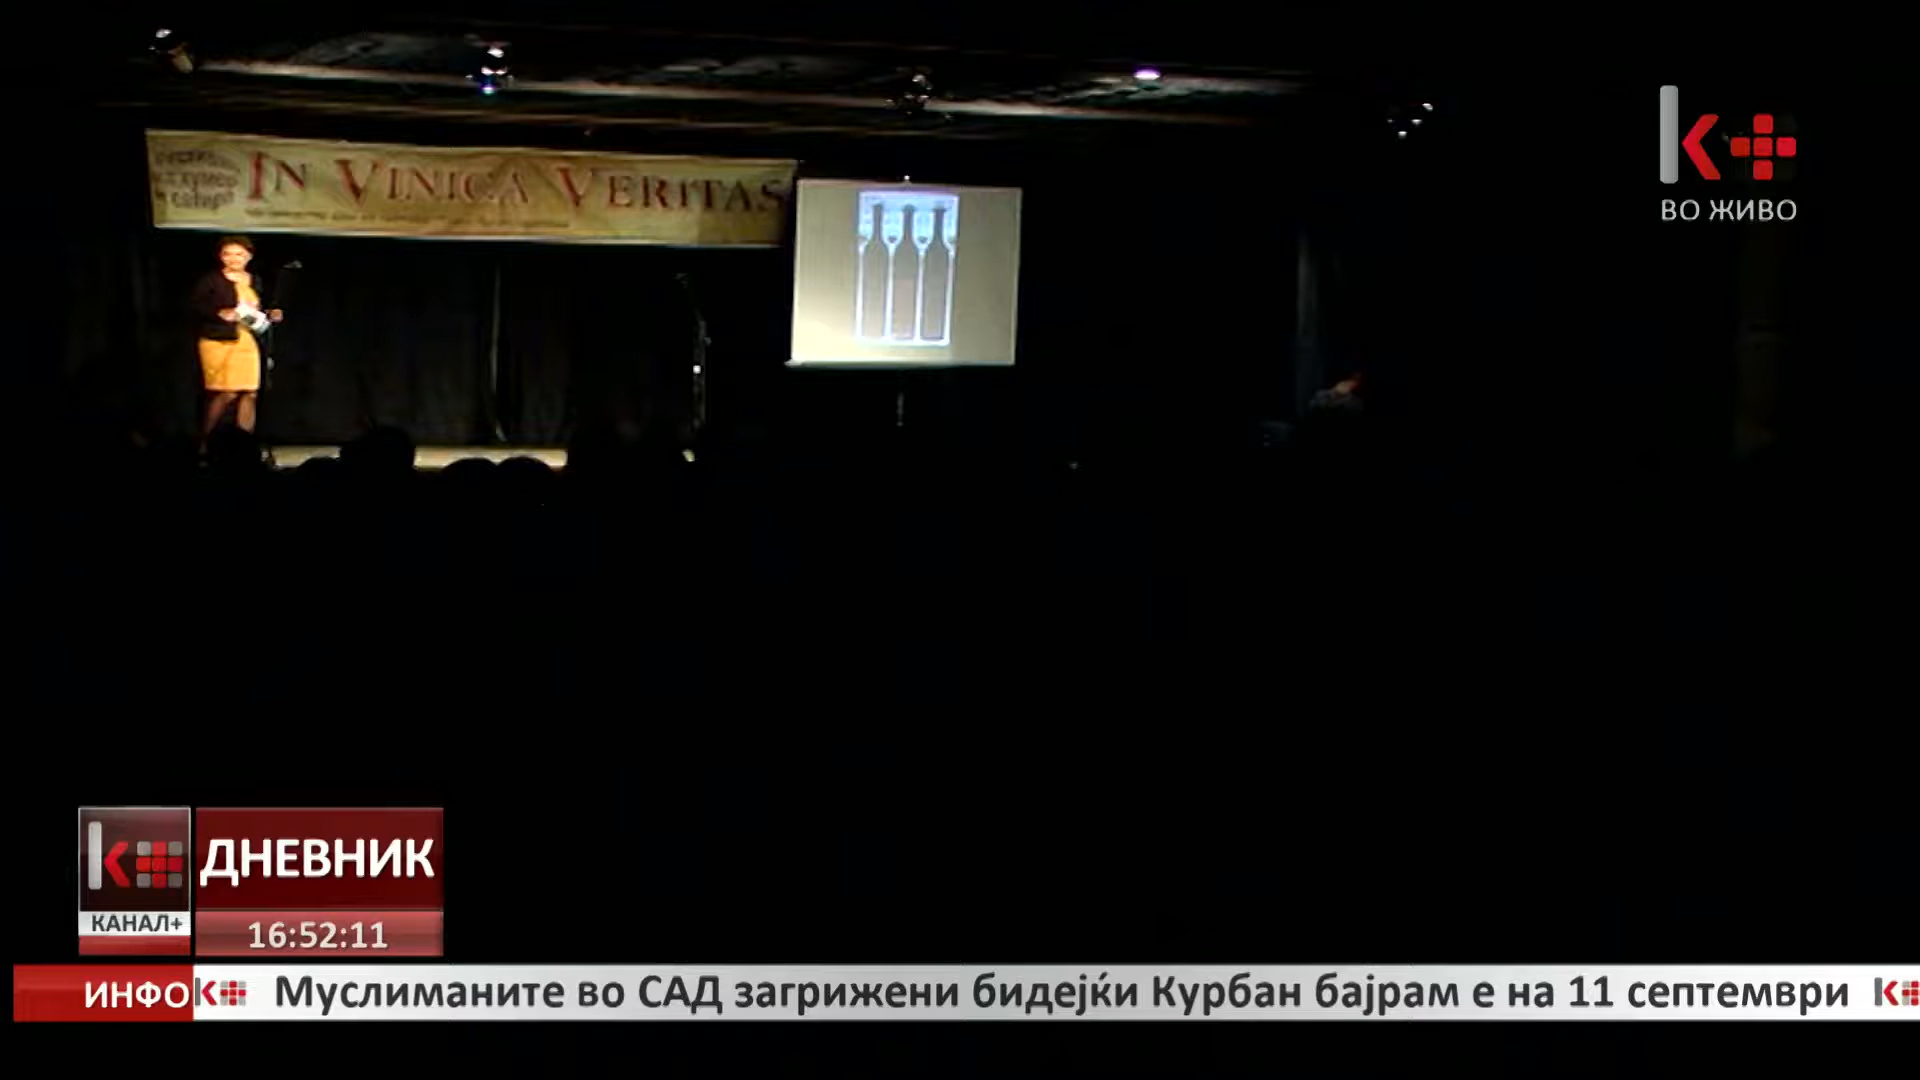 In Vinica Veritas
K+
ВО ЖИВО
ДНЕВНИК
КАНАЛ+
16:52:11
ИНФО К+ Муслиманите во САД загрижени бидејќи Курбан бајрам е на 11 септември